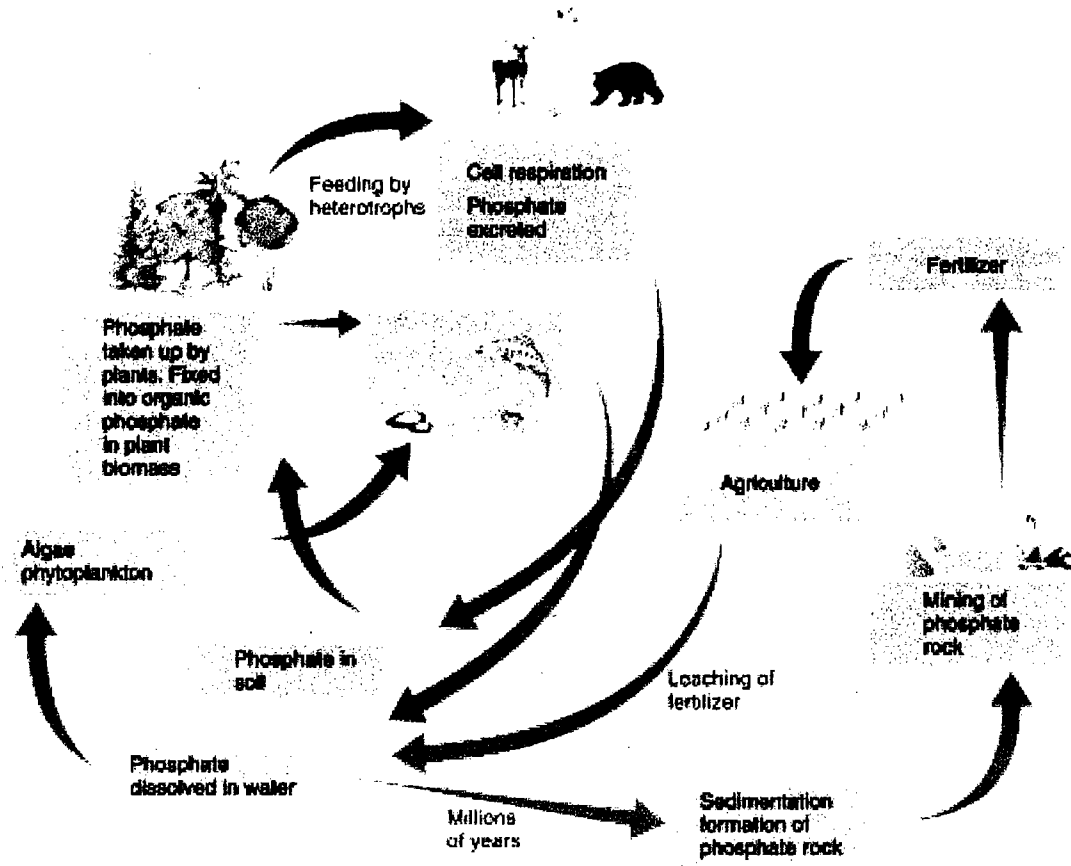 Feeding by
heterotrophs
Cell respiration
Phosphate
excreted
Fertilizer
Phosphate
taken up by
plants. Fixed
into organic
phosphate
in plant
biomass
Agriculture
Algae
phytoplankton
Mining of
phosphate
rock
Phosphate in
soil
Leaching of
fertilizer
Phosphate
dissolved in water
Millions
of years
Sedimentation
formation of
phosphate rock